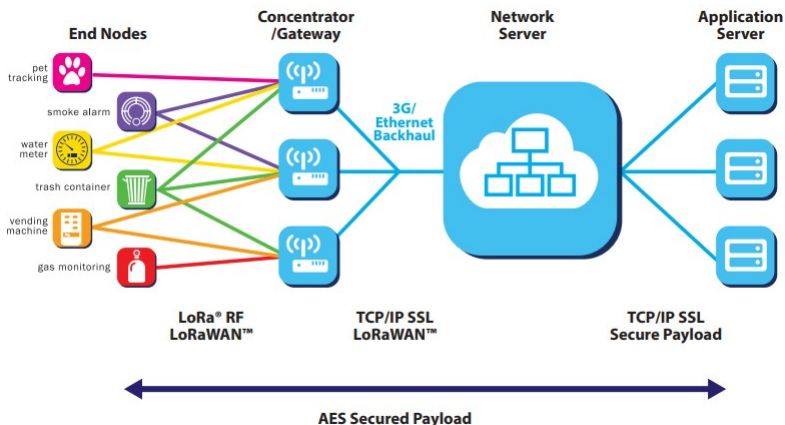 End Nodes
Concentrator
/Gateway
Network
Server
Application
Server
pet
tracking
smoke alarm
water
meter
trash container
vending
machine
gas monitoring
3G/
Ethernet
Backhaul
LoRa® RF
LoRaWAN™
TCP/IP SSL
LoRaWAN™
TCP/IP SSL
Secure Payload
AES Secured Payload